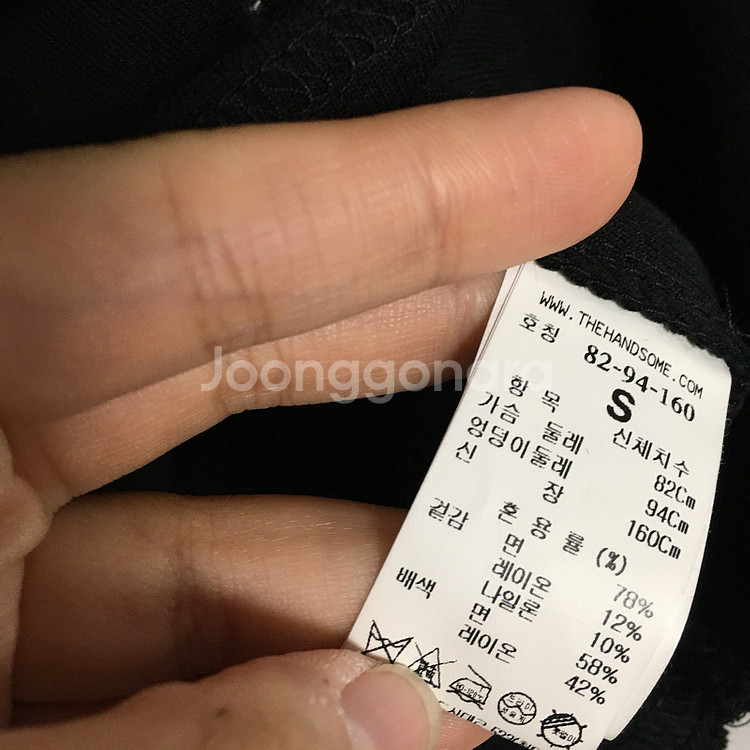 WWW.THEHANDSOME.COM
호칭 82-94-160
S
항 목 신체치수
가슴 둘레 82Cm
엉덩이둘레 94Cm
신 장 160Cm
겉감 혼 용 률 (%)
면 78%
레이온 12%
나일론 10%
배색 면 58%
레이온 42%
Joonggonara